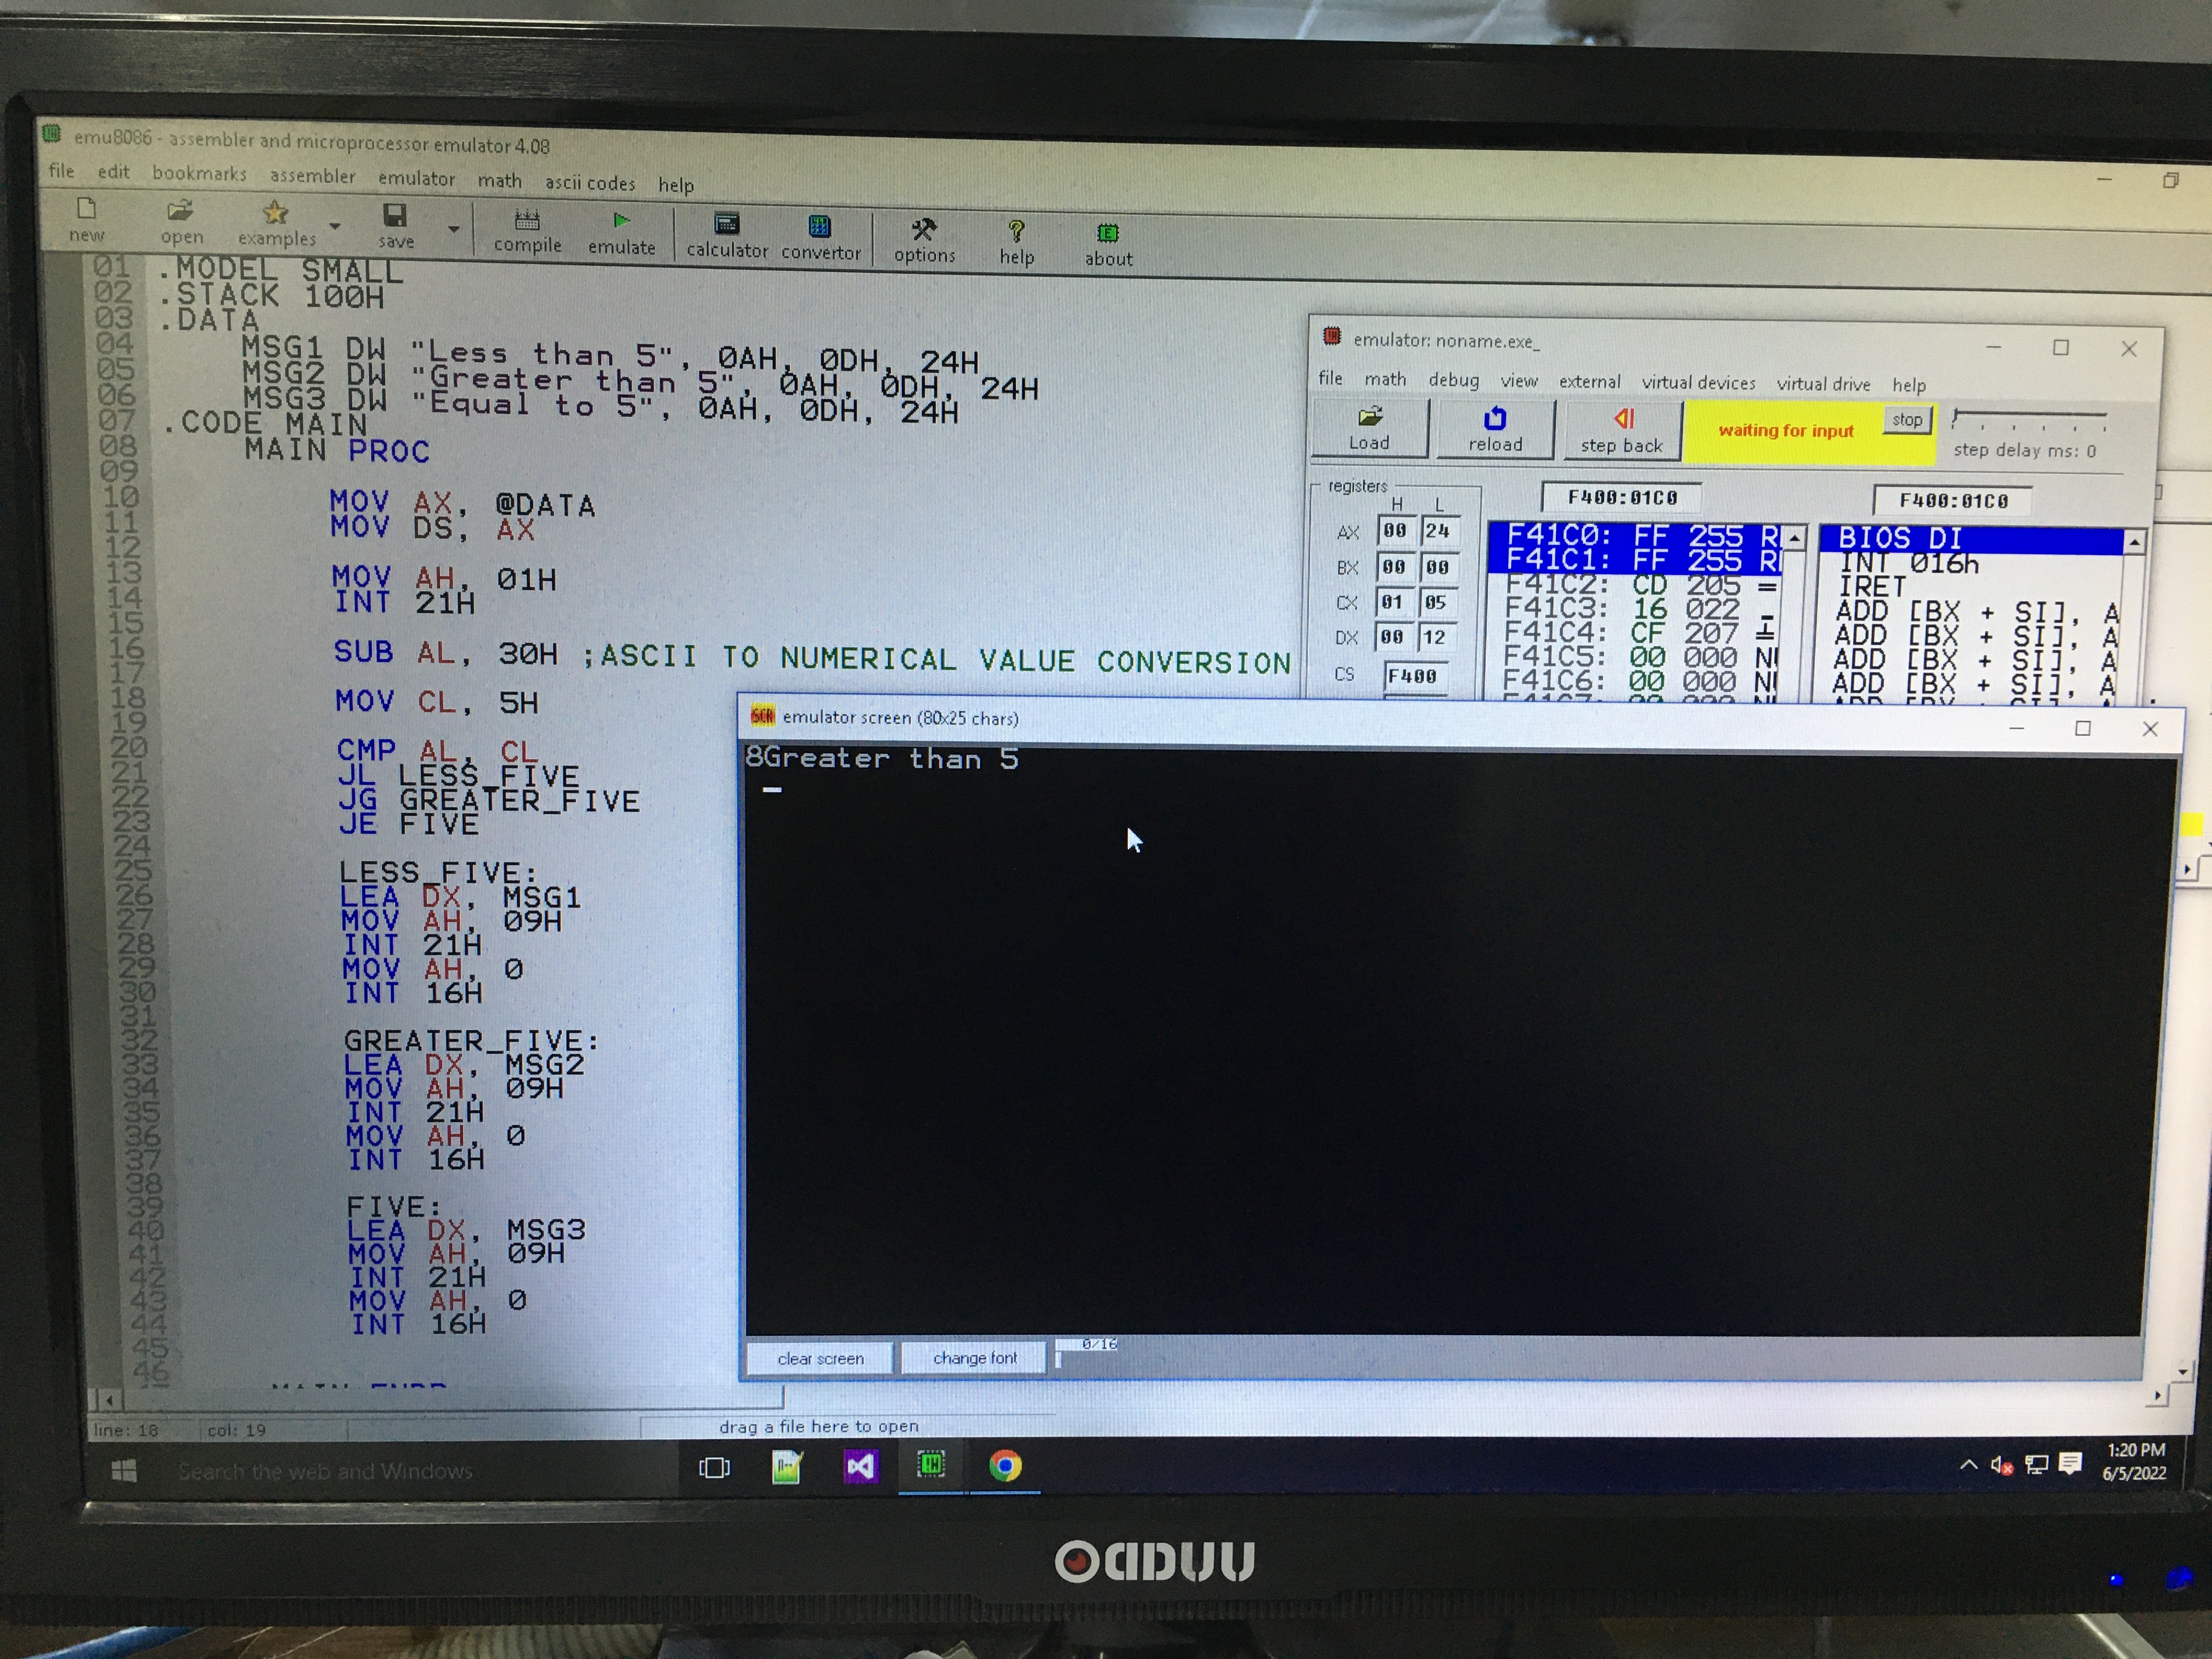 emu8086 - assembler and microprocessor emulator 4.08
file edit bookmarks assembler emulator math ascii codes help
new open examples save compile emulate calculator convertor options help about
01 .MODEL SMALL
02 .STACK 100H
03 .DATA
04 MSG1 DW "Less than 5", 0AH, 0DH, 24H
05 MSG2 DW "Greater than 5", 0AH, 0DH, 24H
06 MSG3 DW "Equal to 5", 0AH, 0DH, 24H
07 .CODE MAIN
08 MAIN PROC
09
10 MOV AX, @DATA
11 MOV DS, AX
12
13 MOV AH, 01H
14 INT 21H
15
16 SUB AL, 30H ;ASCII TO NUMERICAL VALUE CONVERSION
17
18 MOV CL, 5H
19
20 CMP AL, CL
21 JL LESS_FIVE
22 JG GREATER_FIVE
23 JE FIVE
24
25 LESS_FIVE:
26 LEA DX, MSG1
27 MOV AH, 09H
28 INT 21H
29 MOV AH, 0
30 INT 16H
31
32 GREATER_FIVE:
33 LEA DX, MSG2
34 MOV AH, 09H
35 INT 21H
36 MOV AH, 0
37 INT 16H
38
39 FIVE:
40 LEA DX, MSG3
41 MOV AH, 09H
42 INT 21H
43 MOV AH, 0
44 INT 16H
45
46
line: 18 col: 19 drag a file here to open
emulator: noname.exe_
file math debug view external virtual devices virtual drive help
Load reload step back waiting for input stop step delay ms: 0
registers F400:01C0 F400:01C0
H L
AX 00 24
BX 00 00
CX 01 05
DX 00 12
CS F400
F41C0: FF 255 R
F41C1: FF 255 R
F41C2: CD 205 =
F41C3: 16 022
F41C4: CF 207
F41C5: 00 000 N
F41C6: 00 000 N
BIOS DI
INT 016h
IRET
ADD [BX + SI], A
ADD [BX + SI], A
ADD [BX + SI], A
ADD [BX + SI], A
SCR emulator screen (80x25 chars)
8Greater than 5
clear screen change font 0/16
Search the web and Windows
1:20 PM
6/5/2022